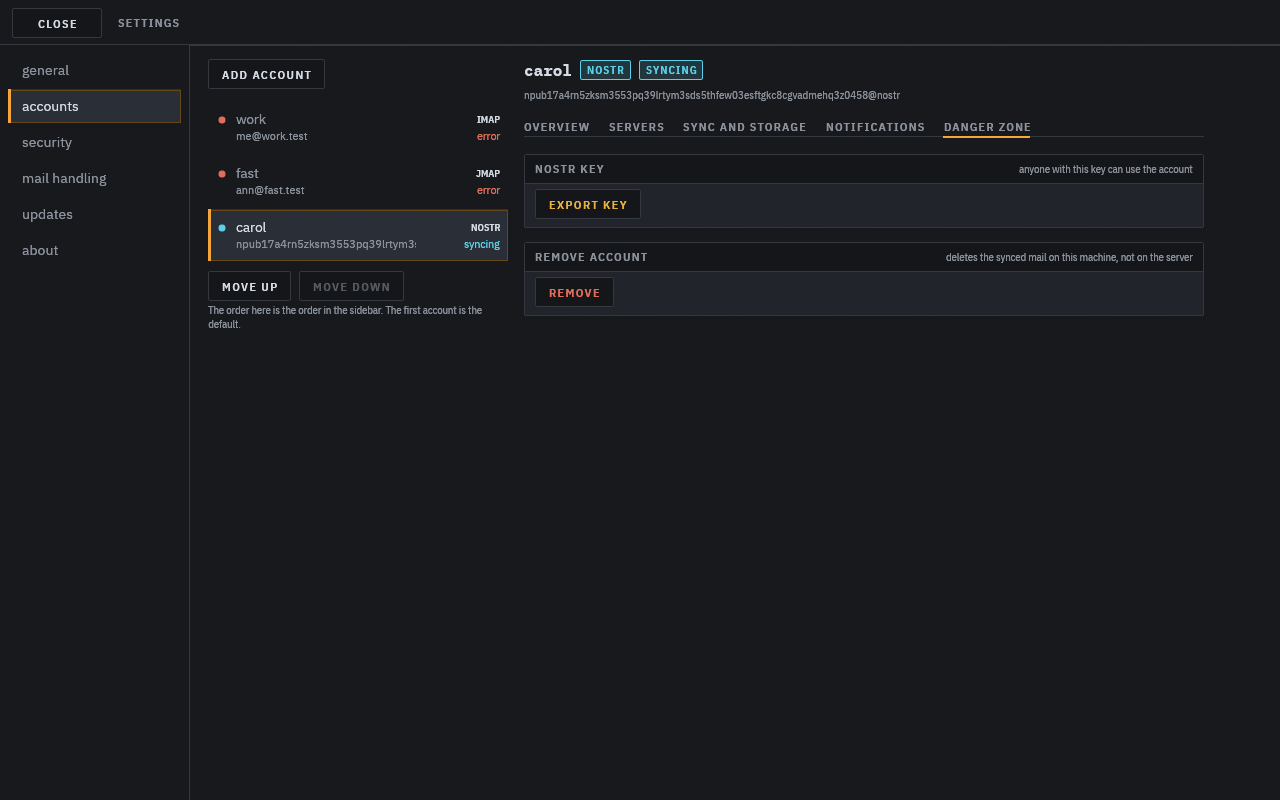 CLOSE
SETTINGS
general
accounts
security
mail handling
updates
about
ADD ACCOUNT
work
IMAP
me@work.test
error
fast
JMAP
ann@fast.test
error
carol
NOSTR
npub17a4rn5zksm3553pq39lrtym3s
syncing
MOVE UP
MOVE DOWN
The order here is the order in the sidebar. The first account is the
default.
carol
NOSTR
SYNCING
npub17a4rn5zksm3553pq39lrtym3sds5thfew03esftgkc8cgvadmehq3z0458@nostr
OVERVIEW
SERVERS
SYNC AND STORAGE
NOTIFICATIONS
DANGER ZONE
NOSTR KEY
anyone with this key can use the account
EXPORT KEY
REMOVE ACCOUNT
deletes the synced mail on this machine, not on the server
REMOVE